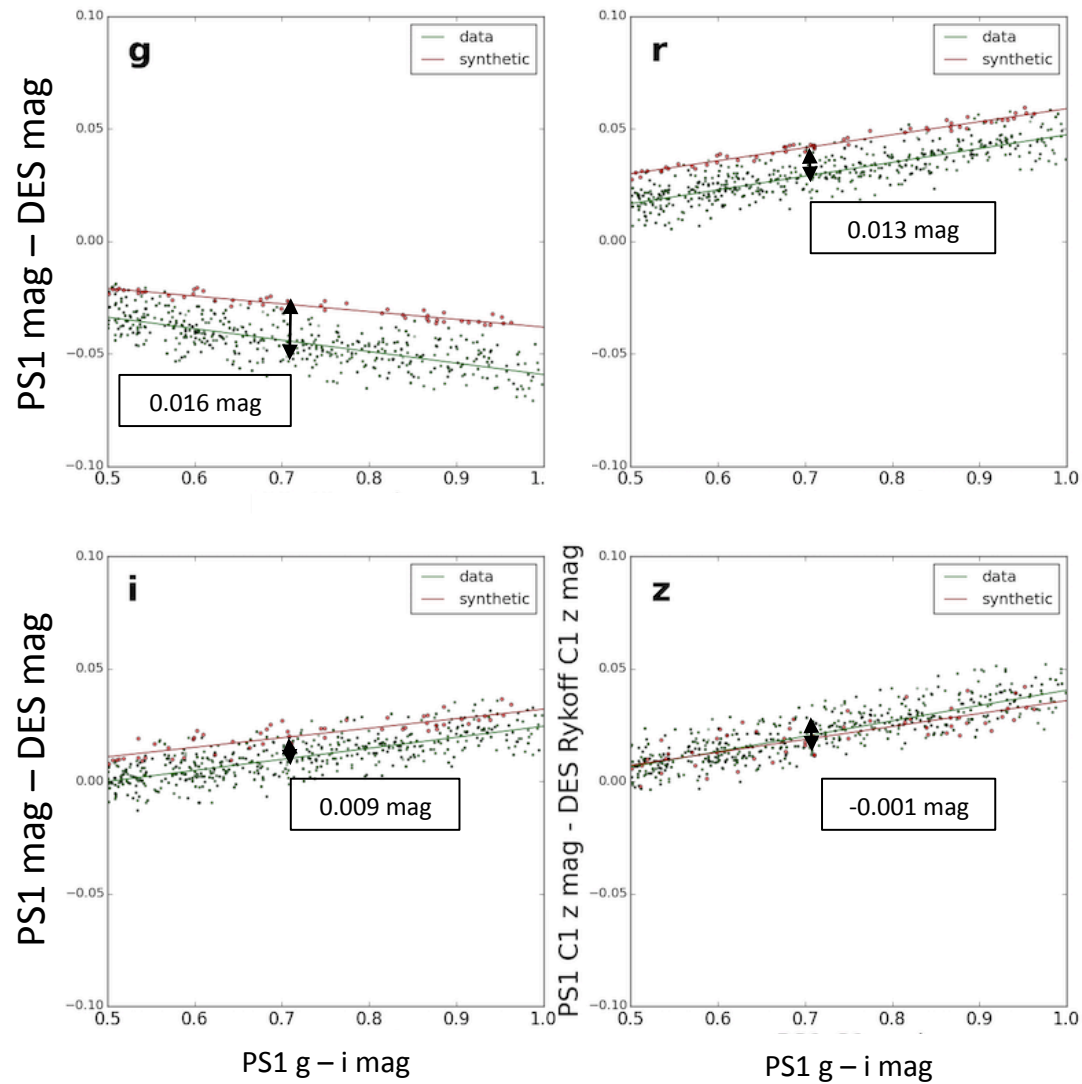 PS1 mag – DES mag
g
data
synthetic
0.10
0.05
0.00
−0.05
−0.10
0.016 mag
0.5 0.6 0.7 0.8 0.9 1.
r
data
synthetic
0.10
0.05
0.00
−0.05
−0.10
0.013 mag
0.5 0.6 0.7 0.8 0.9 1.0
PS1 mag – DES mag
i
data
synthetic
0.10
0.05
0.00
−0.05
−0.10
0.009 mag
0.5 0.6 0.7 0.8 0.9 1.0
PS1 g – i mag
PS1 C1 z mag - DES Rykoff C1 z mag
z
data
synthetic
0.10
0.05
0.00
−0.05
−0.10
-0.001 mag
0.5 0.6 0.7 0.8 0.9 1.0
PS1 g – i mag